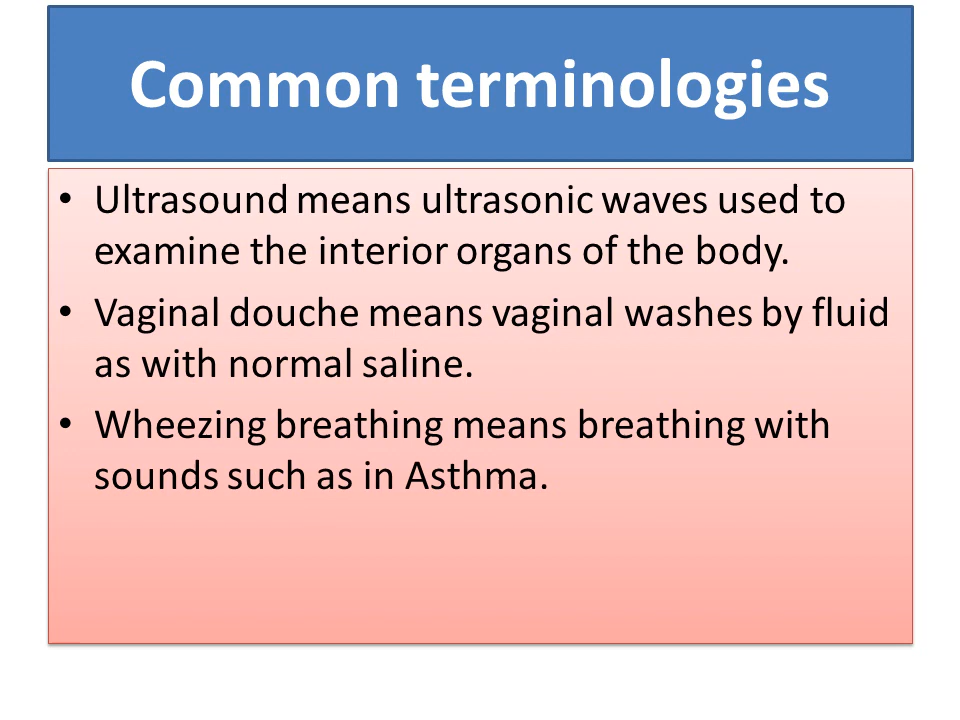 Common terminologies
• Ultrasound means ultrasonic waves used to
examine the interior organs of the body.
• Vaginal douche means vaginal washes by fluid
as with normal saline.
• Wheezing breathing means breathing with
sounds such as in Asthma.